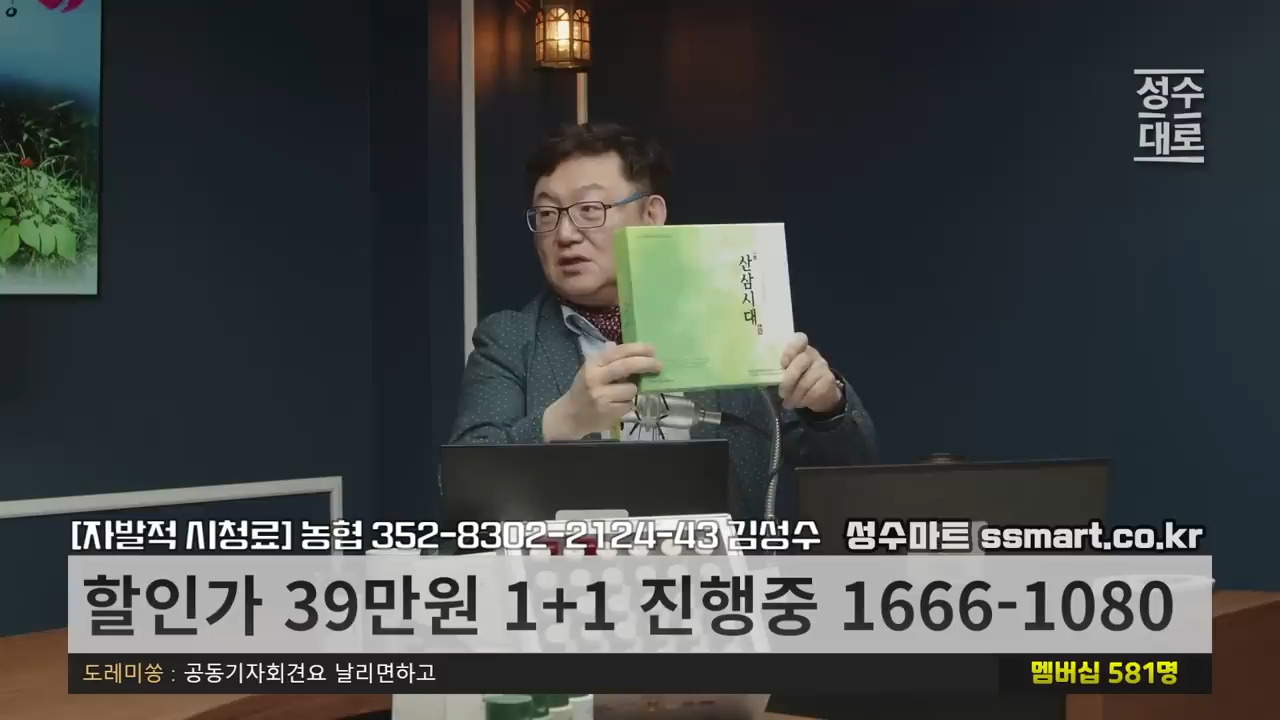 성수
대로
산삼시대
[자발적 시청료] 농협 352-8302-2124-43 김성수 성수마트 ssmart.co.kr
할인가 39만원 1+1 진행중 1666-1080
도레미쏭 : 공동기자회견요 날리면하고
멤버십 581명